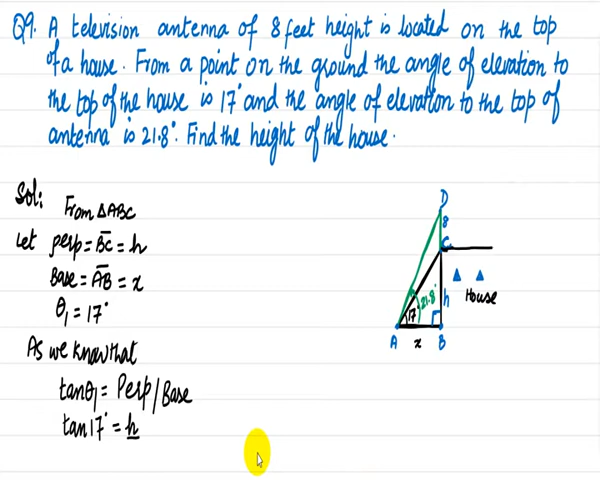 Q9. A television antenna of 8 feet height is located on the top
of a house. From a point on the ground the angle of elevation to
the top of the house is 17° and the angle of elevation to the top of
antenna is 21.8°. Find the height of the house.
Sol:
From △ABC
Let perp = BC̅ = h
Base = AB̅ = x
θ₁ = 17°
As we know that
tanθ₁ = Perp/Base
tan17° = h
D
8
C
h
House
17°
21.8°
A
x
B